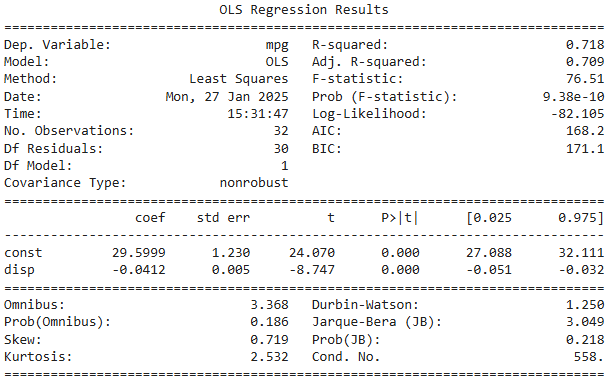 OLS Regression Results
==============================================================================
Dep. Variable:                    mpg   R-squared:                       0.718
Model:                            OLS   Adj. R-squared:                  0.709
Method:                 Least Squares   F-statistic:                     76.51
Date:                Mon, 27 Jan 2025   Prob (F-statistic):           9.38e-10
Time:                        15:31:47   Log-Likelihood:                -82.105
No. Observations:                  32   AIC:                             168.2
Df Residuals:                      30   BIC:                             171.1
Df Model:                           1
Covariance Type:            nonrobust
==============================================================================
                 coef    std err          t      P>|t|      [0.025      0.975]
------------------------------------------------------------------------------
const         29.5999      1.230     24.070      0.000      27.088      32.111
disp          -0.0412      0.005     -8.747      0.000      -0.051      -0.032
==============================================================================
Omnibus:                        3.368   Durbin-Watson:                   1.250
Prob(Omnibus):                  0.186   Jarque-Bera (JB):                3.049
Skew:                           0.719   Prob(JB):                        0.218
Kurtosis:                       2.532   Cond. No.                         558.
==============================================================================